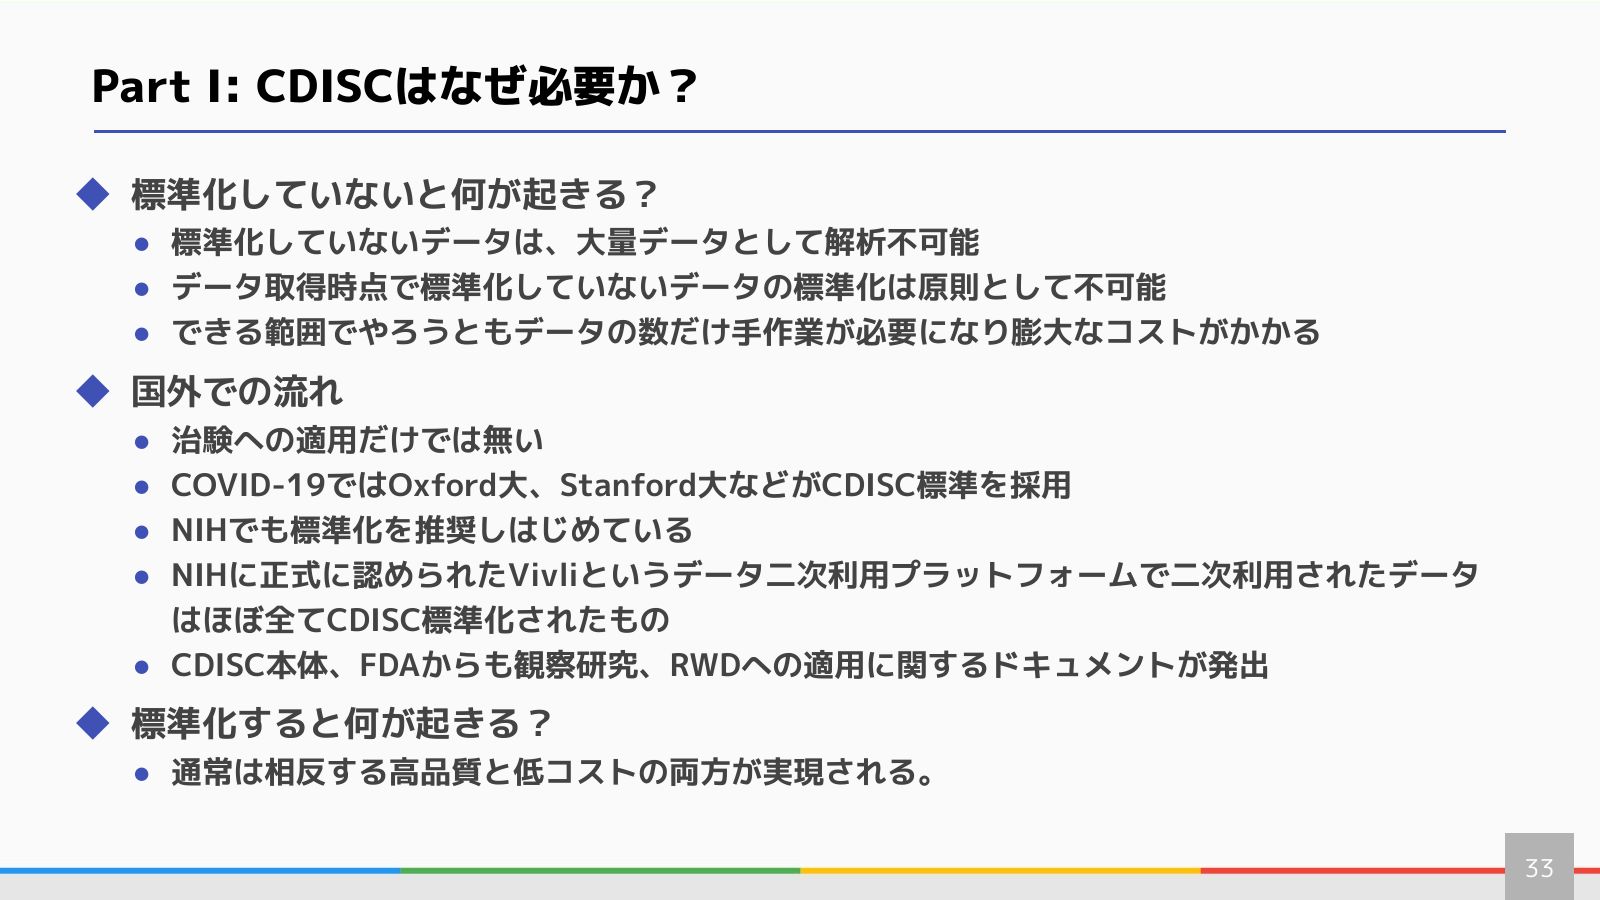 Part I: CDISCはなぜ必要か？
標準化していないと何が起きる？
標準化していないデータは、大量データとして解析不可能
データ取得時点で標準化していないデータの標準化は原則として不可能
できる範囲でやろうともデータの数だけ手作業が必要になり膨大なコストがかかる
国外での流れ
治験への適用だけでは無い
COVID-19ではOxford大、Stanford大などがCDISC標準を採用
NIHでも標準化を推奨しはじめている
NIHに正式に認められたVivliというデータ二次利用プラットフォームで二次利用されたデータ
はほぼ全てCDISC標準化されたもの
CDISC本体、FDAからも観察研究、RWDへの適用に関するドキュメントが発出
標準化すると何が起きる？
通常は相反する高品質と低コストの両方が実現される。
33